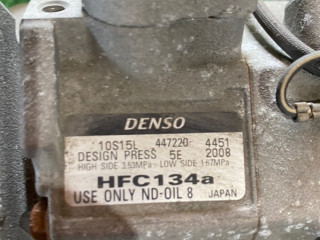 DENSO
10S15L 447220- 4451
DESIGN PRESS 5E 2008
HIGH SIDE 3.53MPa LOW SIDE 1.67MPa
HFC134a
USE ONLY ND-OIL 8 JAPAN